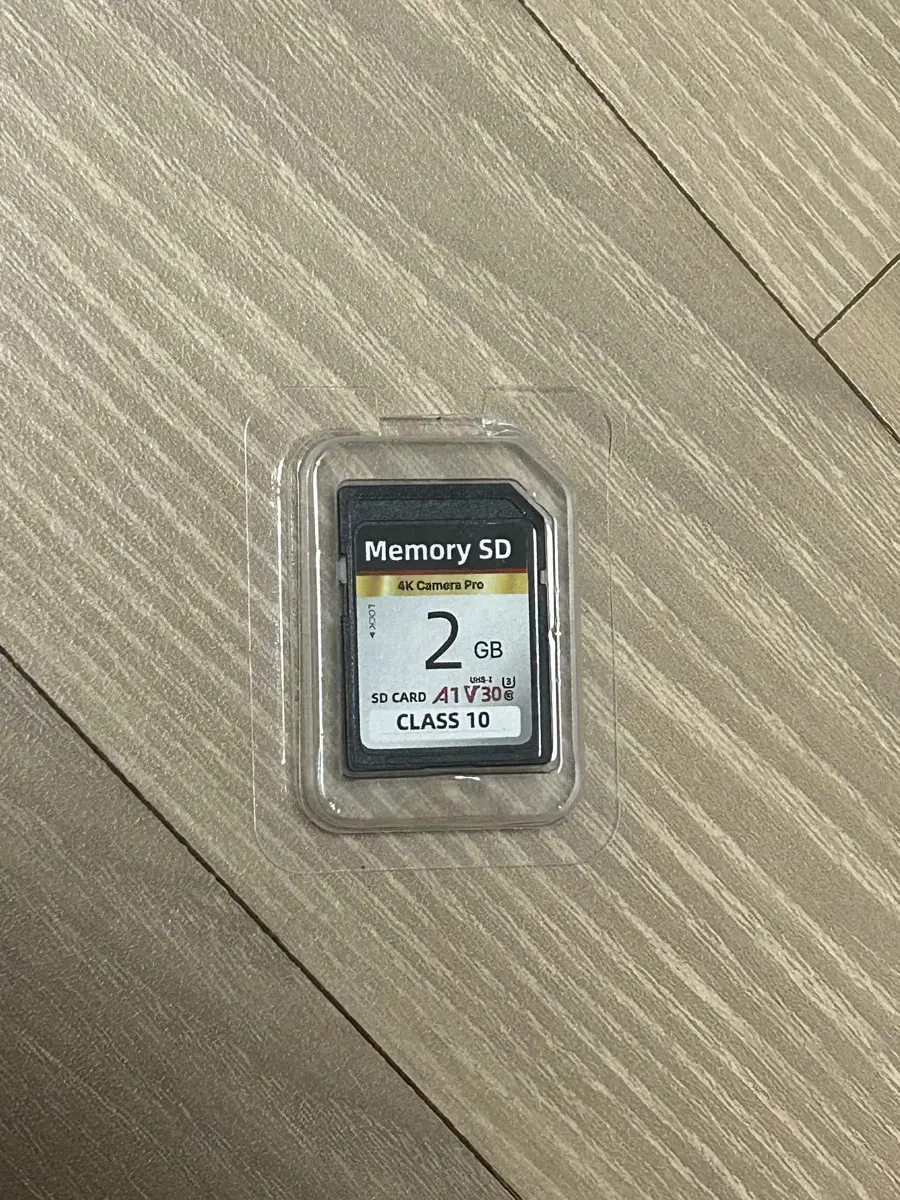 Memory SD
4K Camera Pro
LOCK
2 GB
UHS-I 3
SD CARD A1 V30
CLASS 10